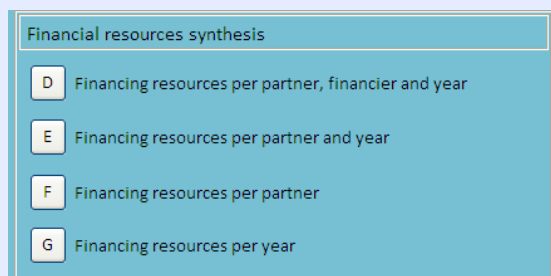 Financial resources synthesis
D Financing resources per partner, financier and year
E Financing resources per partner and year
F Financing resources per partner
G Financing resources per year